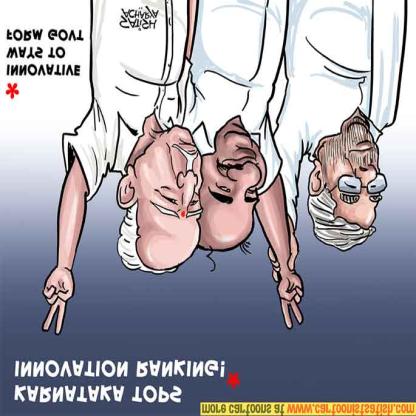 KARNATAKA TOPS
INNOVATION RANKING!*
* INNOVATIVE
WAYS TO
FORM GOVT
SATISH
ACHARYA
more cartoons at www.cartoonistsatish.com